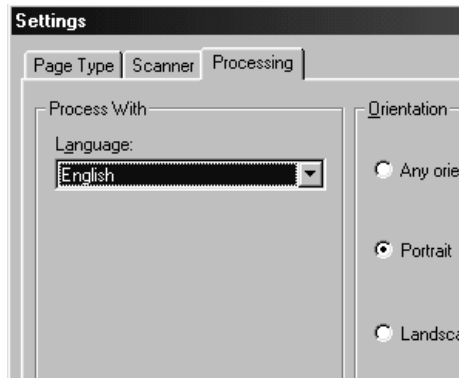 Settings
Page Type Scanner Processing
Process With
Orientation
Language:
English
Any orie
Portrait
Landsca